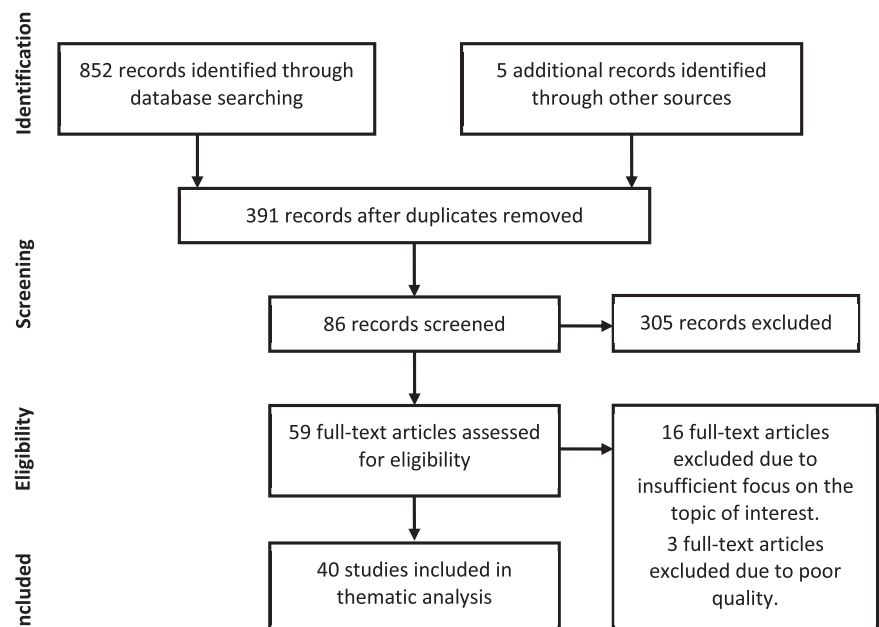 Identification
852 records identified through
database searching
5 additional records identified
through other sources
391 records after duplicates removed
Screening
86 records screened
305 records excluded
Eligibility
59 full-text articles assessed
for eligibility
16 full-text articles
excluded due to
insufficient focus on the
topic of interest.
3 full-text articles
excluded due to poor
quality.
ncluded
40 studies included in
thematic analysis